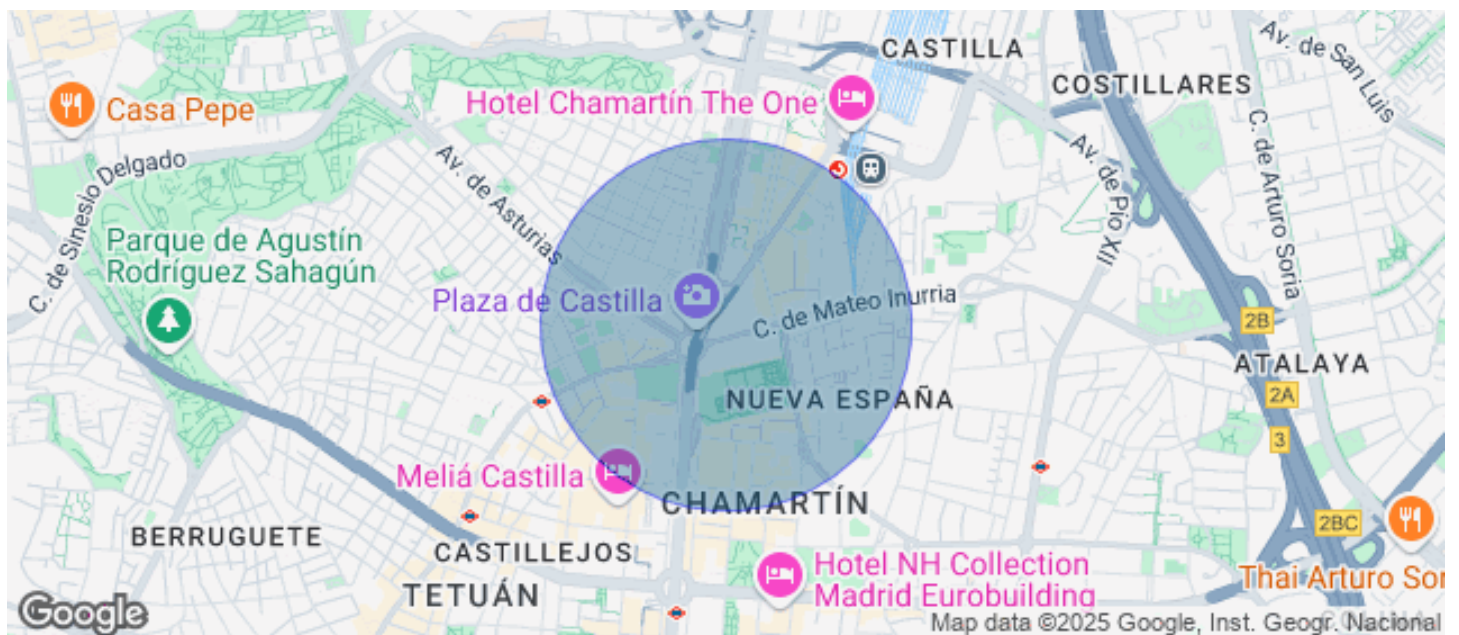 CASTILLA
Av. de San Luis
COSTILLARES
Hotel Chamartín The One
Casa Pepe
C. de Sinesio Delgado
Av. de Asturias
Av. de Pío XII
C. de Arturo Soria
Parque de Agustín
Rodríguez Sahagún
Plaza de Castilla
C. de Mateo Inurria
2B
ATALAYA
2A
3
NUEVA ESPAÑA
Meliá Castilla
CHAMARTÍN
2BC
BERRUGUETE
CASTILLEJOS
TETUÁN
Hotel NH Collection
Madrid Eurobuilding
Thai Arturo Sor
Google
Map data ©2025 Google, Inst. Geogr. Nacional